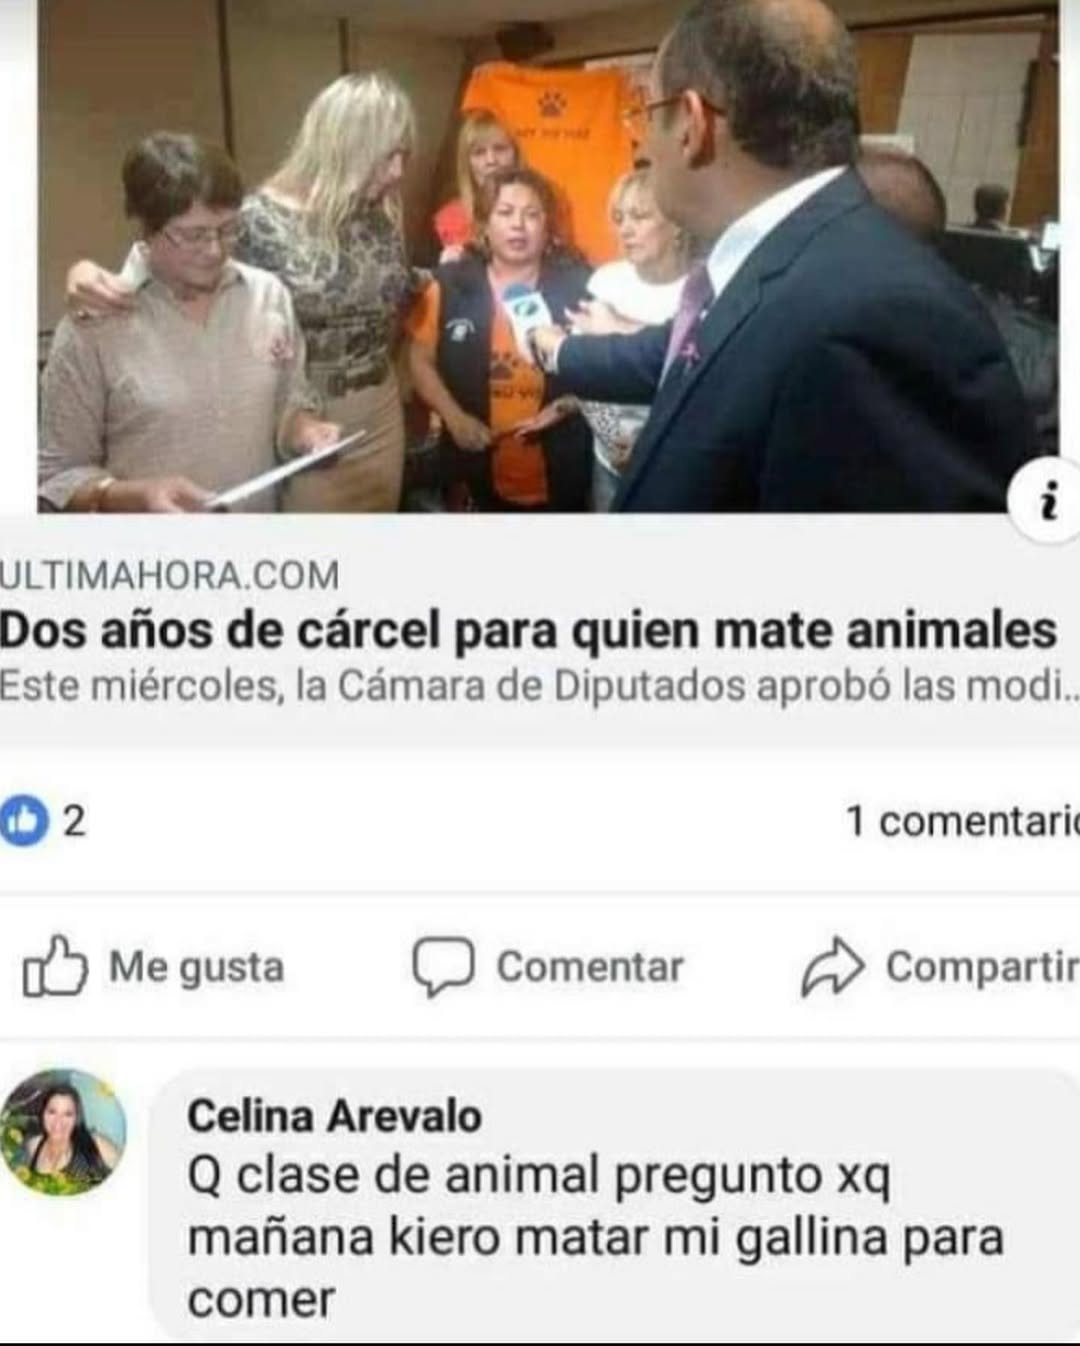 ULTIMAHORA.COM
Dos años de cárcel para quien mate animales
Este miércoles, la Cámara de Diputados aprobó las modi..
2
1 comentario
Me gusta
Comentar
Compartir
Celina Arevalo
Q clase de animal pregunto xq
mañana kiero matar mi gallina para
comer